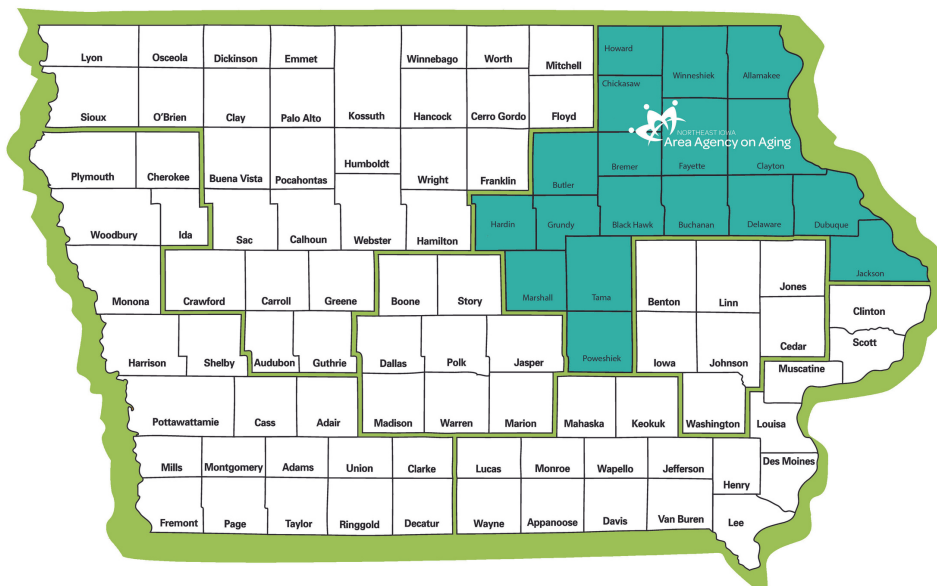 Lyon
Osceola
Dickinson
Emmet
Winnebago
Worth
Mitchell
Howard
Winneshiek
Allamakee
Chickasaw
Sioux
O'Brien
Clay
Palo Alto
Kossuth
Hancock
Cerro Gordo
Floyd
NORTHEAST IOWA
Area Agency on Aging
Plymouth
Cherokee
Buena Vista
Pocahontas
Humboldt
Wright
Franklin
Butler
Bremer
Fayette
Clayton
Woodbury
Ida
Sac
Calhoun
Webster
Hamilton
Hardin
Grundy
Black Hawk
Buchanan
Delaware
Dubuque
Jackson
Monona
Crawford
Carroll
Greene
Boone
Story
Marshall
Tama
Benton
Linn
Jones
Clinton
Harrison
Shelby
Audubon
Guthrie
Dallas
Polk
Jasper
Poweshiek
Iowa
Johnson
Cedar
Scott
Muscatine
Pottawattamie
Cass
Adair
Madison
Warren
Marion
Mahaska
Keokuk
Washington
Louisa
Mills
Montgomery
Adams
Union
Clarke
Lucas
Monroe
Wapello
Jefferson
Henry
Des Moines
Fremont
Page
Taylor
Ringgold
Decatur
Wayne
Appanoose
Davis
Van Buren
Lee